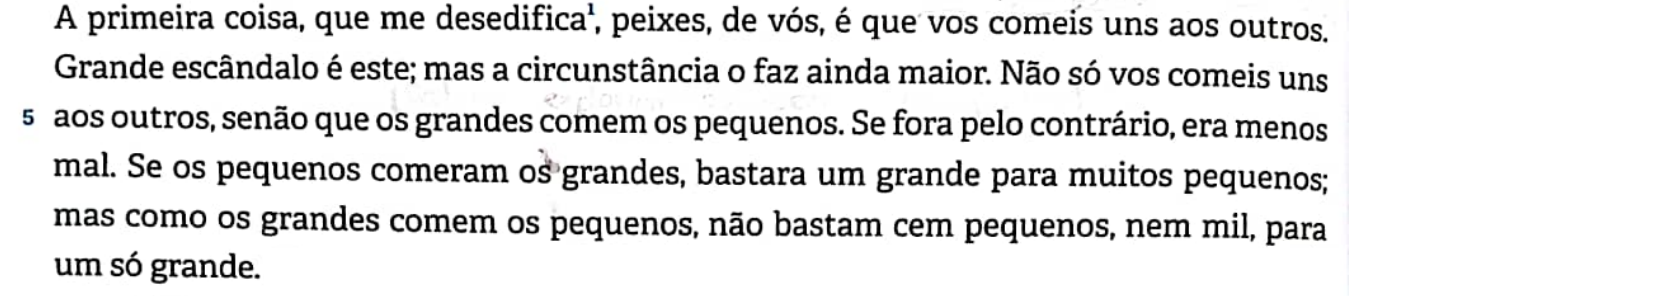 A primeira coisa, que me desedifica¹, peixes, de vós, é que vos comeis uns aos outros.
Grande escândalo é este; mas a circunstância o faz ainda maior. Não só vos comeis uns
5 aos outros, senão que os grandes comem os pequenos. Se fora pelo contrário, era menos
mal. Se os pequenos comeram os grandes, bastara um grande para muitos pequenos;
mas como os grandes comem os pequenos, não bastam cem pequenos, nem mil, para
um só grande.